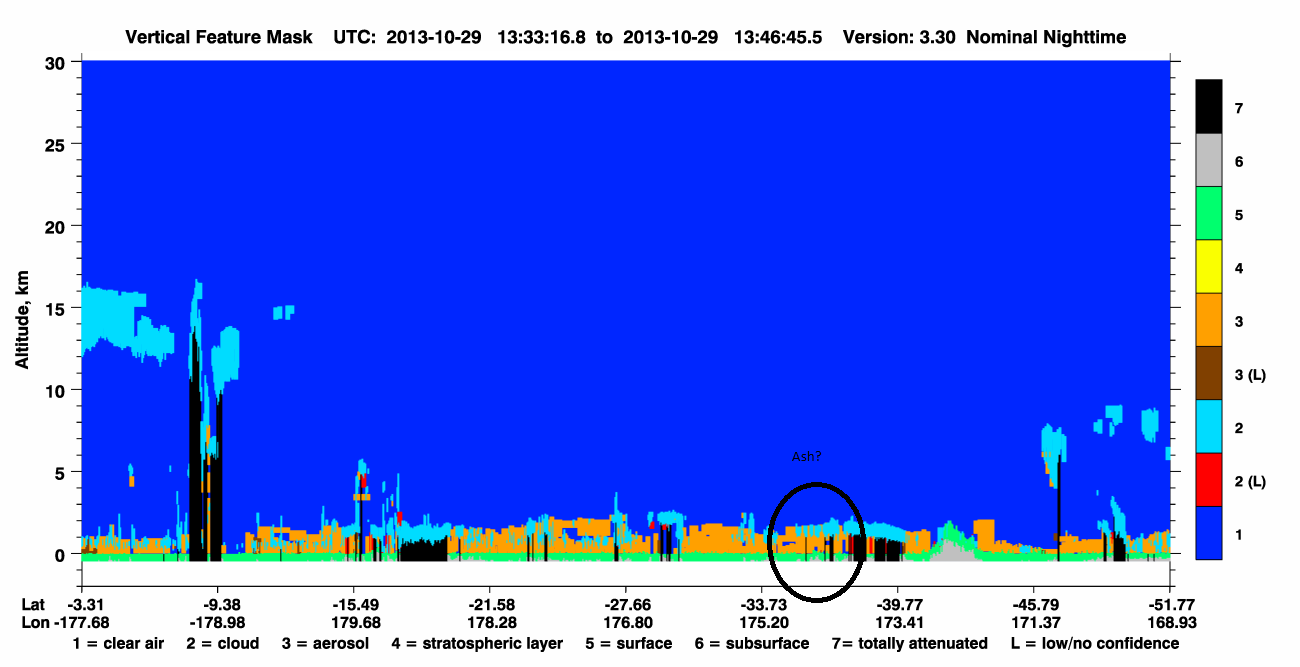 Vertical Feature Mask UTC: 2013-10-29 13:33:16.8 to 2013-10-29 13:46:45.5 Version: 3.30 Nominal Nighttime
30
25
20
15
10
5
0
Altitude, km
Ash?
7
6
5
4
3
3 (L)
2
2 (L)
1
Lat -3.31 -9.38 -15.49 -21.58 -27.66 -33.73 -39.77 -45.79 -51.77
Lon -177.68 -178.98 179.68 178.28 176.80 175.20 173.41 171.37 168.93
1 = clear air 2 = cloud 3 = aerosol 4 = stratospheric layer 5 = surface 6 = subsurface 7= totally attenuated L = low/no confidence